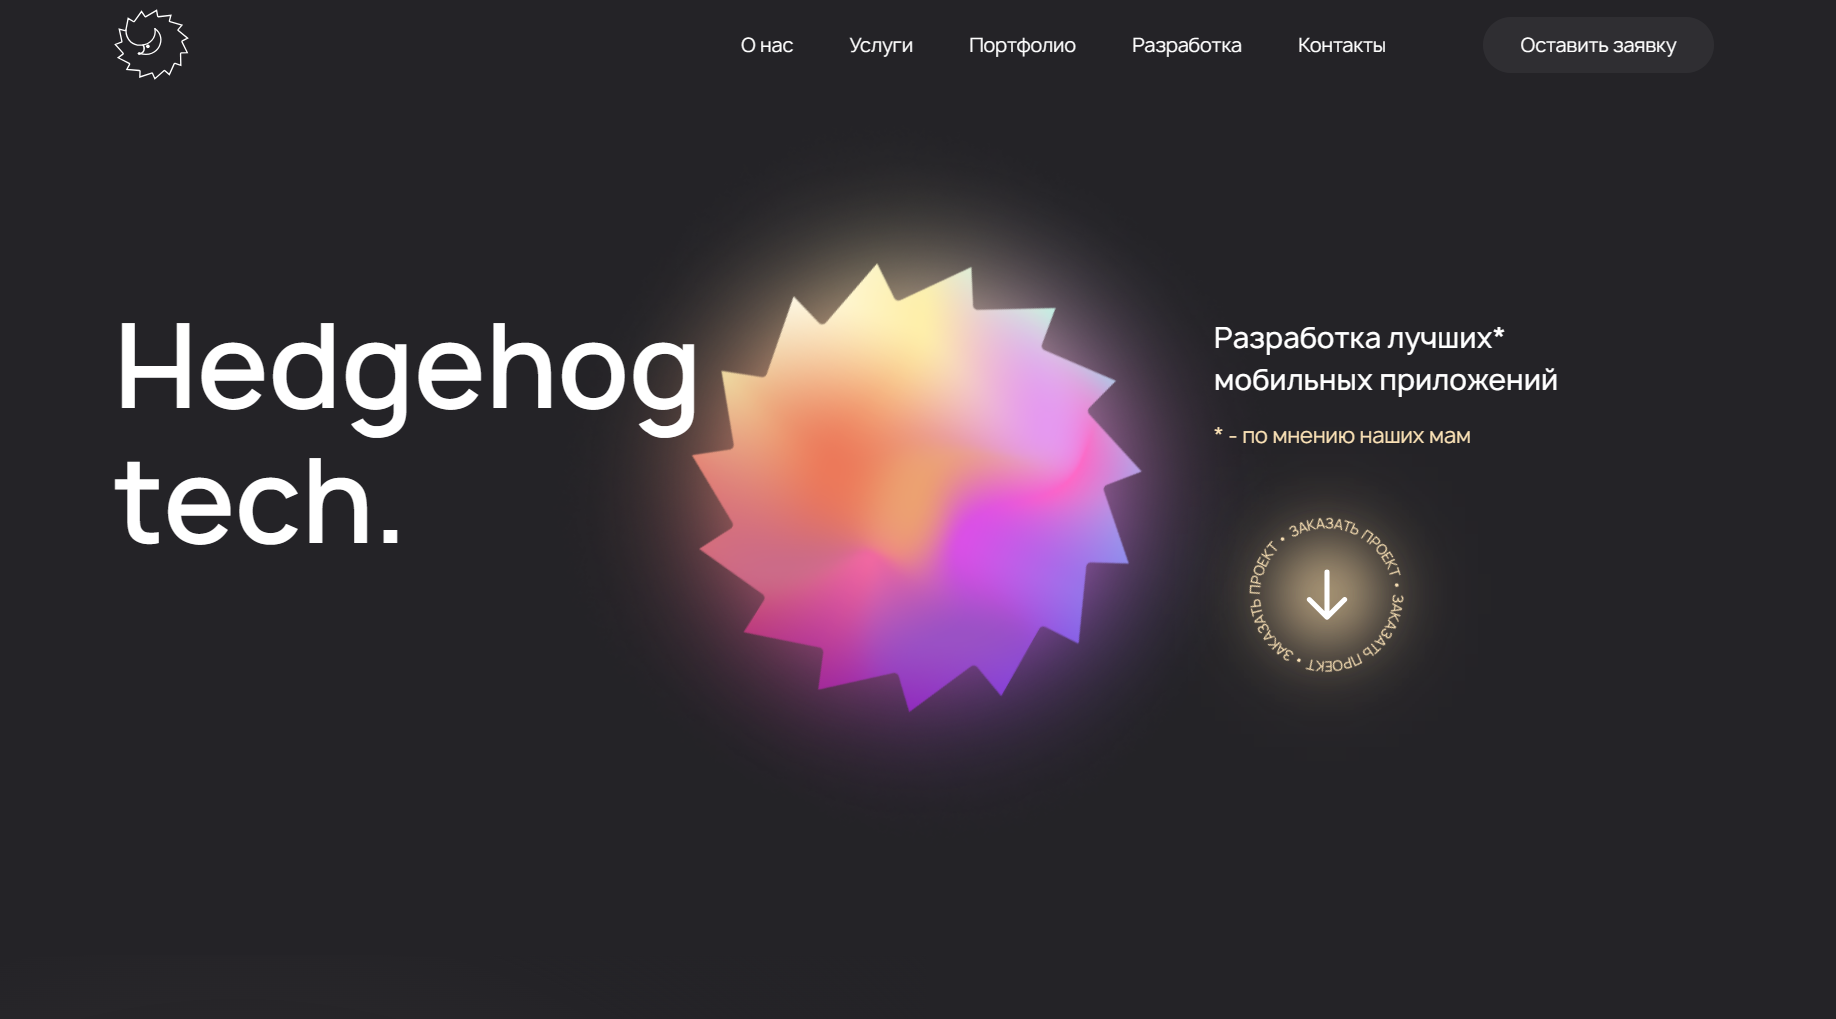 О нас
Услуги
Портфолио
Разработка
Контакты
Оставить заявку
Hedgehog
tech.
Разработка лучших*
мобильных приложений
* - по мнению наших мам
ЗАКАЗАТЬ ПРОЕКТ • ЗАКАЗАТЬ ПРОЕКТ • ЗАКАЗАТЬ ПРОЕКТ •